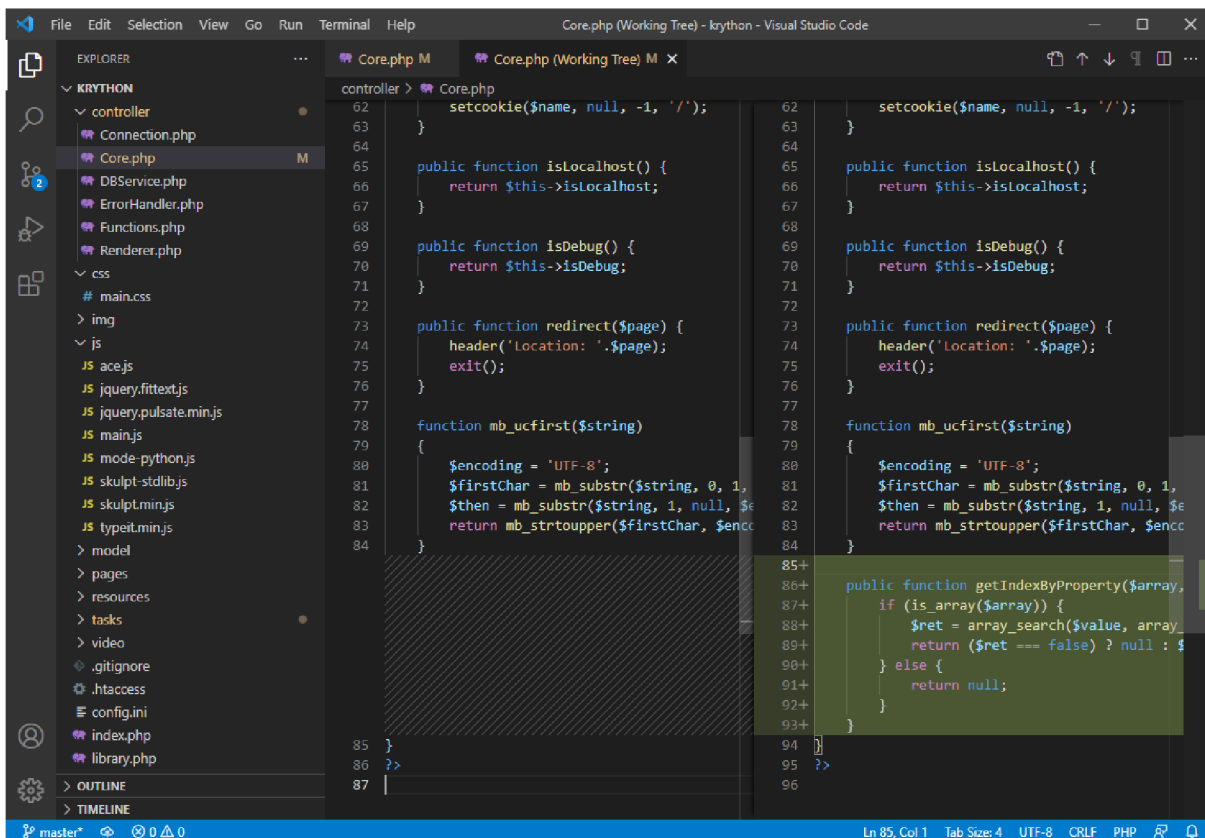 File Edit Selection View Go Run Terminal Help Core.php (Working Tree) - krython - Visual Studio Code
EXPLORER
Core.php M Core.php (Working Tree) M
KRYTHON
controller
Connection.php
Core.php M
DBService.php
ErrorHandler.php
Functions.php
Renderer.php
css
# main.css
img
js
JS ace.js
JS jquery.fittext.js
JS jquery.pulsate.min.js
JS main.js
JS mode-python.js
JS skulpt-stdlib.js
JS skulpt.min.js
JS typeit.min.js
model
pages
resources
tasks
video
.gitignore
.htaccess
config.ini
index.php
library.php
OUTLINE
TIMELINE
2
controller > Core.php
62 setcookie($name, null, -1, '/');
63 }
64
65 public function isLocalhost() {
66 return $this->isLocalhost;
67 }
68
69 public function isDebug() {
70 return $this->isDebug;
71 }
72
73 public function redirect($page) {
74 header('Location: '.$page);
75 exit();
76 }
77
78 function mb_ucfirst($string)
79 {
80 $encoding = 'UTF-8';
81 $firstChar = mb_substr($string, 0, 1,
82 $then = mb_substr($string, 1, null, $e
83 return mb_strtoupper($firstChar, $enco
84 }
85 }
86 ?>
87
62 setcookie($name, null, -1, '/');
63 }
64
65 public function isLocalhost() {
66 return $this->isLocalhost;
67 }
68
69 public function isDebug() {
70 return $this->isDebug;
71 }
72
73 public function redirect($page) {
74 header('Location: '.$page);
75 exit();
76 }
77
78 function mb_ucfirst($string)
79 {
80 $encoding = 'UTF-8';
81 $firstChar = mb_substr($string, 0, 1,
82 $then = mb_substr($string, 1, null, $e
83 return mb_strtoupper($firstChar, $enco
84 }
85+
86+ public function getIndexByProperty($array,
87+ if (is_array($array)) {
88+ $ret = array_search($value, array_
89+ return ($ret === false) ? null : $
90+ } else {
91+ return null;
92+ }
93+ }
94 }
95 ?>
96
master* 0 0 Ln 85, Col 1 Tab Size: 4 UTF-8 CRLF PHP